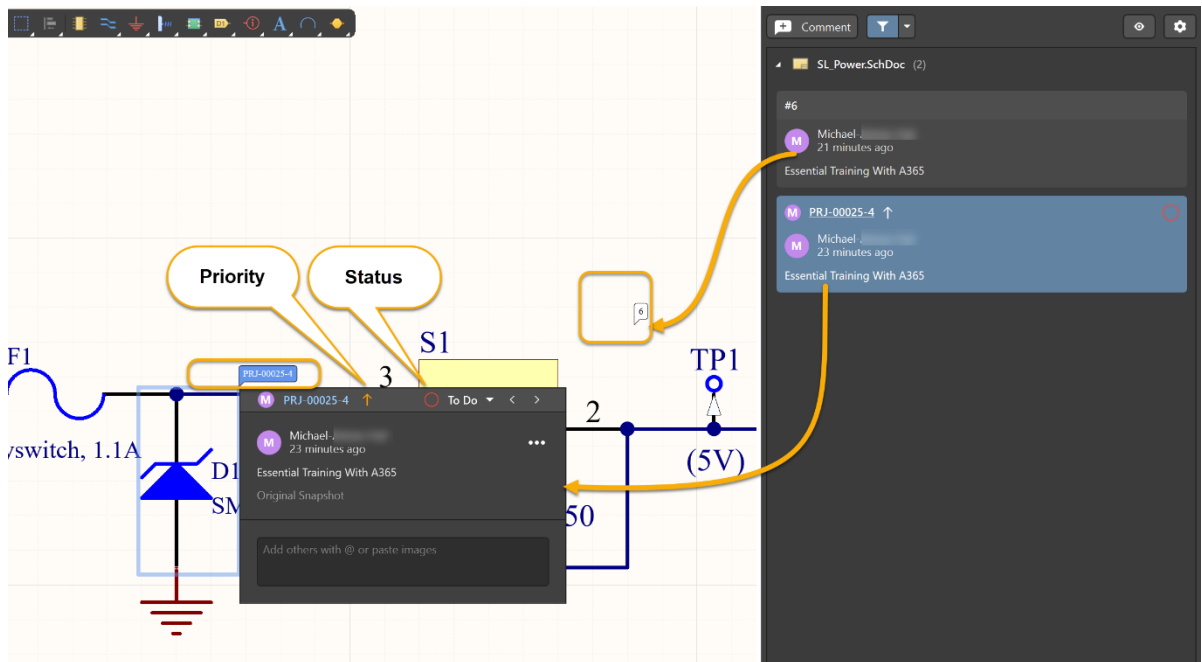 A
D1
Comment
SL_Power.SchDoc (2)
#6
M
Michael-
21 minutes ago
Essential Training With A365
M PRJ-00025-4
M
Michael-
23 minutes ago
Essential Training With A365
Priority
Status
6
S1
F1
TP1
PRJ-00025-4
3
M PRJ-00025-4 To Do
2
M
Michael-
23 minutes ago
yswitch, 1.1A
(5V)
D1
Essential Training With A365
Original Snapshot
50
Add others with @ or paste images